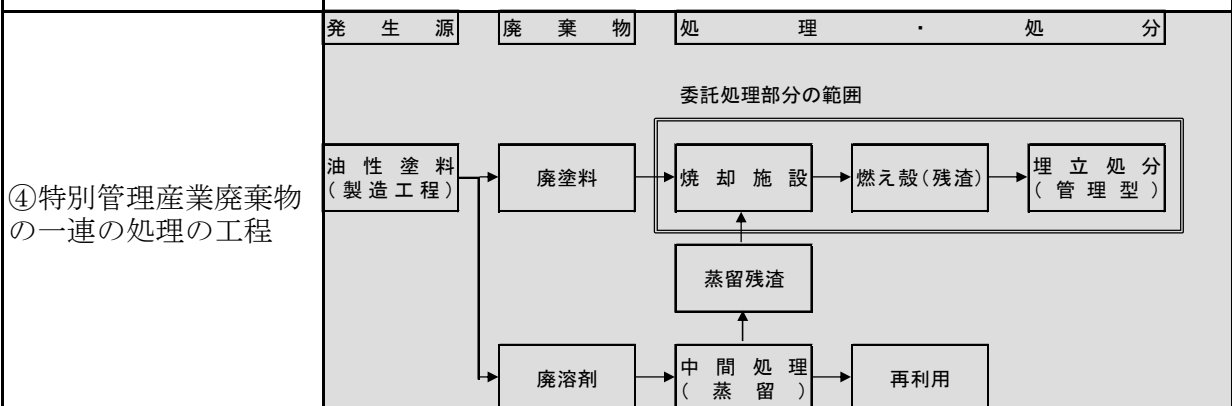 発生源 廃棄物 処理・処分
委託処理部分の範囲
④特別管理産業廃棄物
の一連の処理の工程
油性塗料
(製造工程)
廃塗料
焼却施設
燃え殻(残渣)
埋立処分
(管理型)
蒸留残渣
廃溶剤
中間処理
(蒸留)
再利用